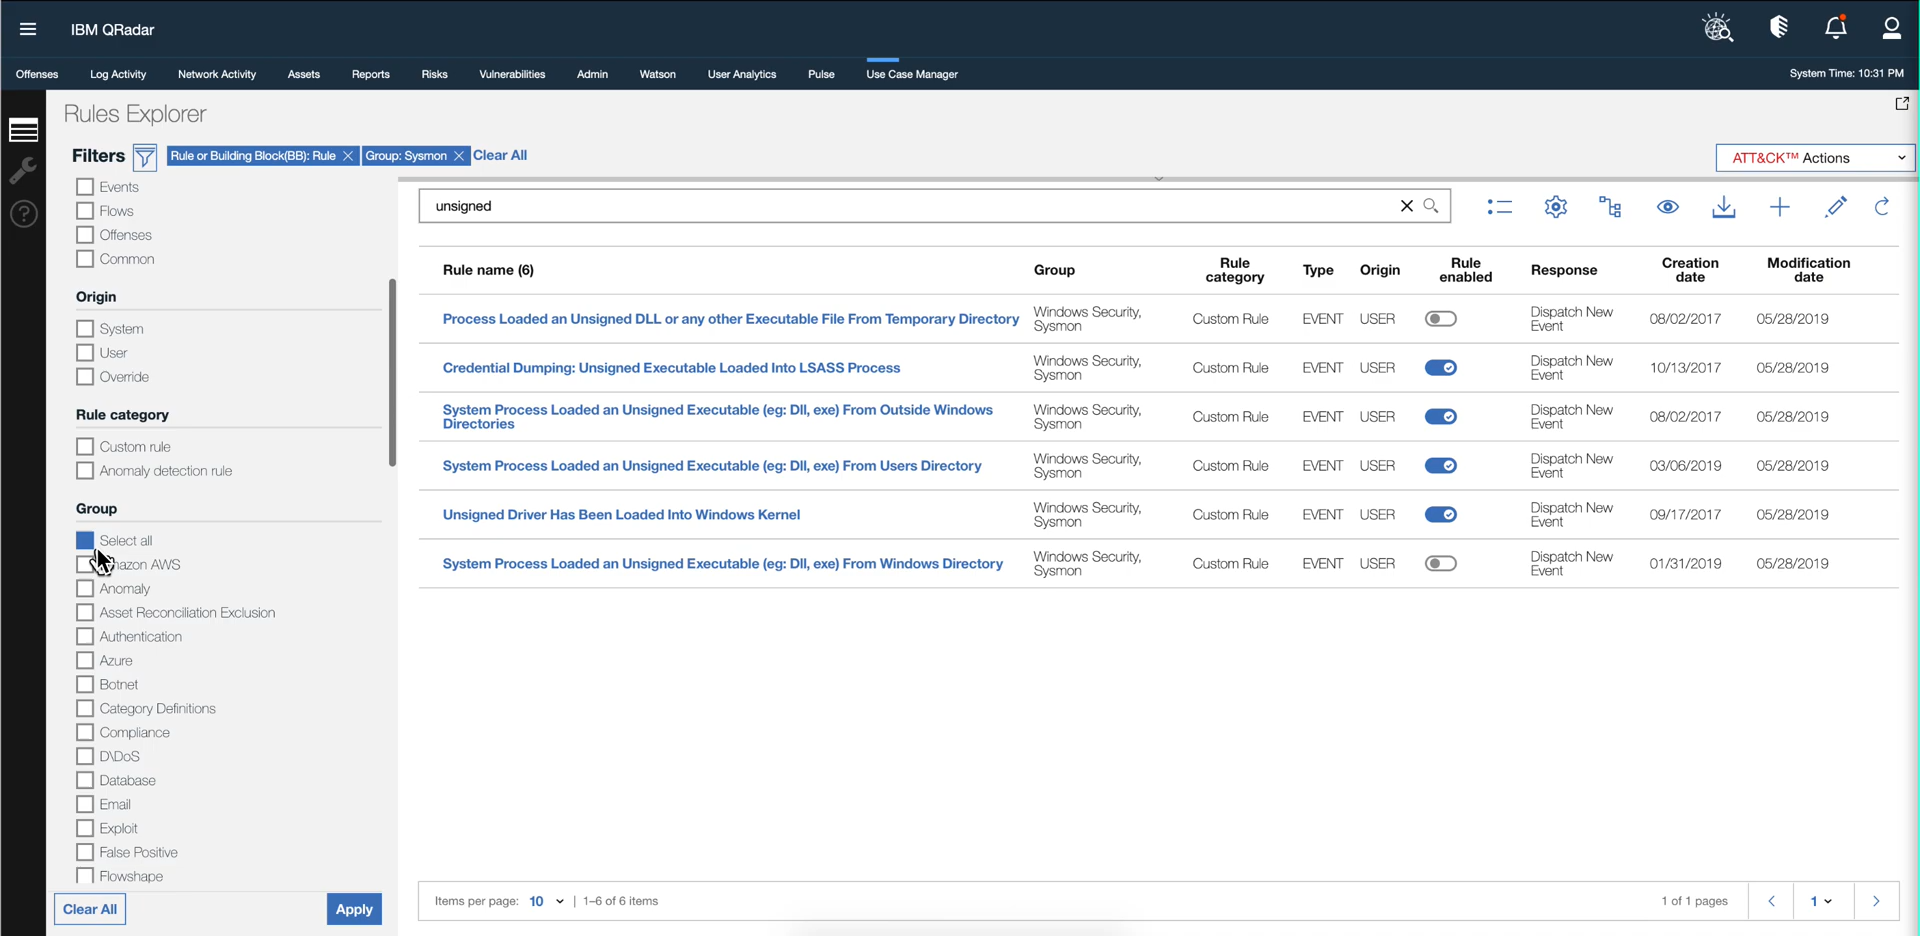 IBM QRadar
Offenses Log Activity Network Activity Assets Reports Risks Vulnerabilities Admin Watson User Analytics Pulse Use Case Manager System Time: 10:31 PM
Rules Explorer
Filters Rule or Building Block(BB): Rule Group: Sysmon Clear All
ATT&CK™ Actions
Events
Flows
Offenses
Common
Origin
System
User
Override
Rule category
Custom rule
Anomaly detection rule
Group
Select all
mazon AWS
Anomaly
Asset Reconciliation Exclusion
Authentication
Azure
Botnet
Category Definitions
Compliance
D\DoS
Database
Email
Exploit
False Positive
Flowshape
Clear All Apply
unsigned
Rule name (6) Group Rule category Type Origin Rule enabled Response Creation date Modification date
Process Loaded an Unsigned DLL or any other Executable File From Temporary Directory Windows Security, Sysmon Custom Rule EVENT USER Dispatch New Event 08/02/2017 05/28/2019
Credential Dumping: Unsigned Executable Loaded Into LSASS Process Windows Security, Sysmon Custom Rule EVENT USER Dispatch New Event 10/13/2017 05/28/2019
System Process Loaded an Unsigned Executable (eg: Dll, exe) From Outside Windows Directories Windows Security, Sysmon Custom Rule EVENT USER Dispatch New Event 08/02/2017 05/28/2019
System Process Loaded an Unsigned Executable (eg: Dll, exe) From Users Directory Windows Security, Sysmon Custom Rule EVENT USER Dispatch New Event 03/06/2019 05/28/2019
Unsigned Driver Has Been Loaded Into Windows Kernel Windows Security, Sysmon Custom Rule EVENT USER Dispatch New Event 09/17/2017 05/28/2019
System Process Loaded an Unsigned Executable (eg: Dll, exe) From Windows Directory Windows Security, Sysmon Custom Rule EVENT USER Dispatch New Event 01/31/2019 05/28/2019
Items per page: 10 | 1–6 of 6 items 1 of 1 pages 1